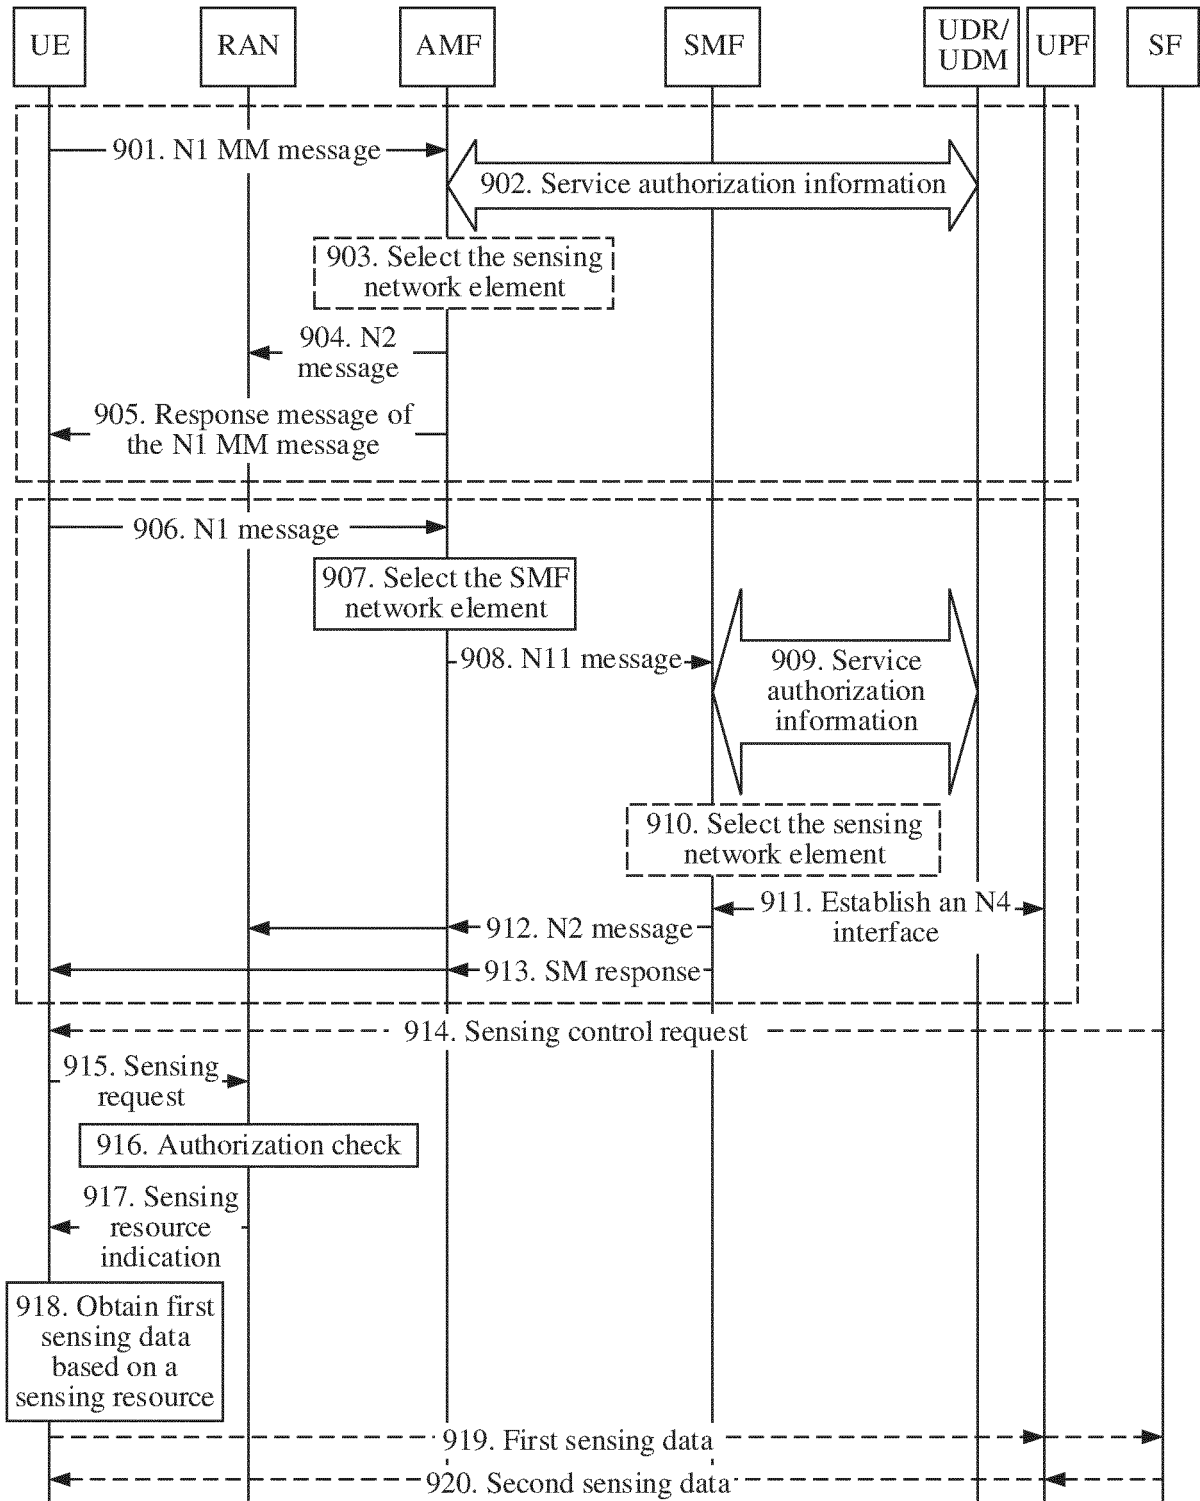 UE
RAN
AMF
SMF
UDR/
UDM
UPF
SF
901. N1 MM message
902. Service authorization information
903. Select the sensing
network element
904. N2
message
905. Response message of
the N1 MM message
906. N1 message
907. Select the SMF
network element
908. N11 message
909. Service
authorization
information
910. Select the sensing
network element
911. Establish an N4
interface
912. N2 message
913. SM response
914. Sensing control request
915. Sensing
request
916. Authorization check
917. Sensing
resource
indication
918. Obtain first
sensing data
based on a
sensing resource
919. First sensing data
920. Second sensing data